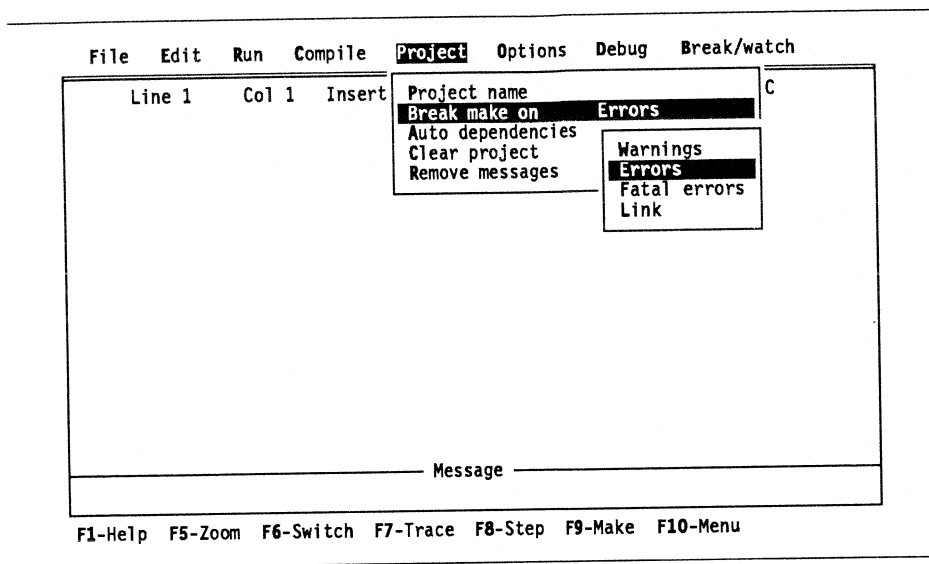 File Edit Run Compile Project Options Debug Break/watch
Line 1 Col 1 Insert C
Project name
Break make on Errors
Auto dependencies
Clear project
Remove messages
Warnings
Errors
Fatal errors
Link
Message
F1-Help F5-Zoom F6-Switch F7-Trace F8-Step F9-Make F10-Menu